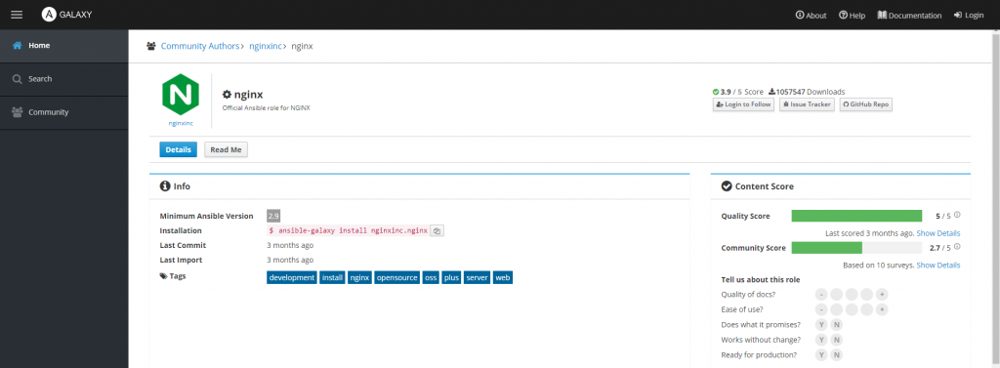 GALAXY
About
Help
Documentation
Login
Home
Search
Community
Community Authors› nginxinc› nginx
N
nginxinc
nginx
Official Ansible role for NGINX
3.9 / 5 Score 1057547 Downloads
Login to Follow
Issue Tracker
GitHub Repo
Details
Read Me
Info
Minimum Ansible Version 2.9
Installation $ ansible-galaxy install nginxinc.nginx
Last Commit 3 months ago
Last Import 3 months ago
Tags development install nginx opensource oss plus server web
Content Score
Quality Score 5 / 5
Last scored 3 months ago. Show Details
Community Score 2.7 / 5
Based on 10 surveys. Show Details
Tell us about this role
Quality of docs? - +
Ease of use? - +
Does what it promises? Y N
Works without change? Y N
Ready for production? Y N